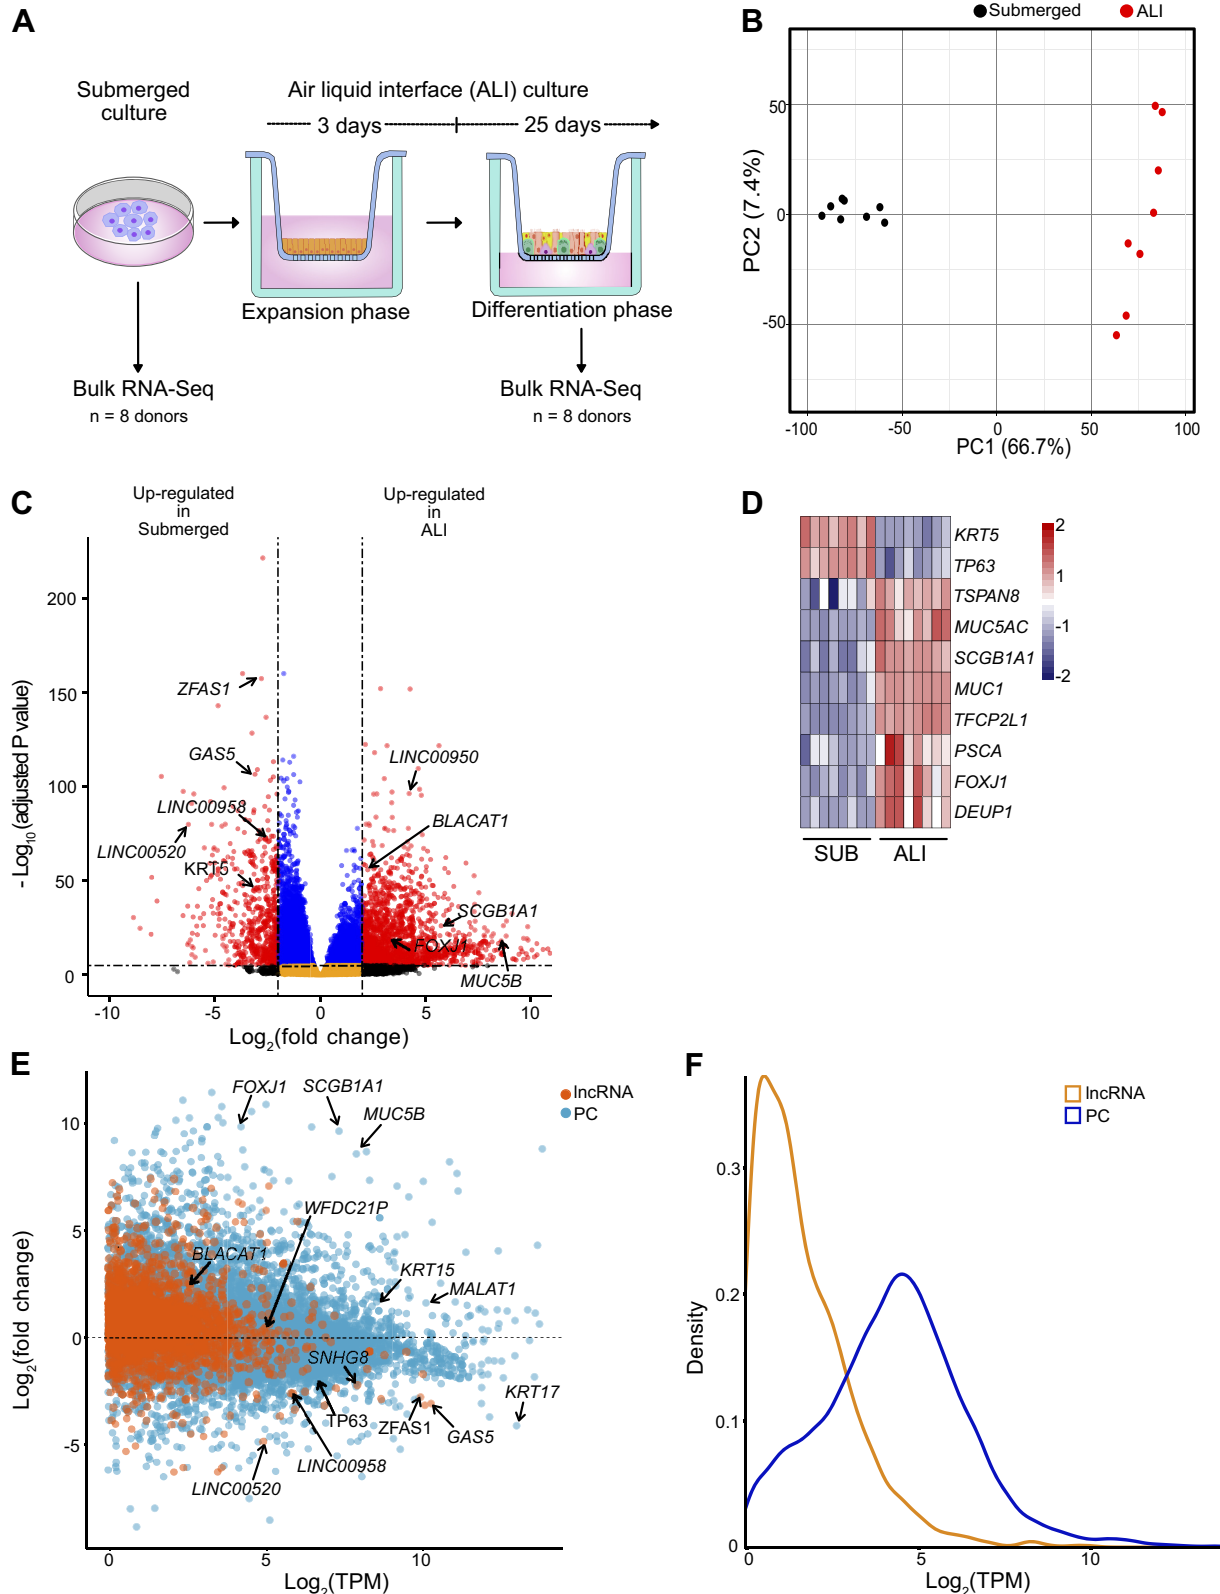 A
Submerged
culture
Air liquid interface (ALI) culture
3 days
25 days
Expansion phase
Differentiation phase
Bulk RNA-Seq
n = 8 donors
Bulk RNA-Seq
n = 8 donors
B
Submerged
ALI
PC2 (7.4%)
50
0
-50
-100
-50
0
50
100
PC1 (66.7%)
C
Up-regulated
in
Submerged
Up-regulated
in
ALI
- Log10 (adjusted P value)
200
150
100
50
0
ZFAS1
GAS5
LINC00958
LINC00520
KRT5
LINC00950
BLACAT1
SCGB1A1
FOXJ1
MUC5B
-10
-5
0
5
10
Log2(fold change)
D
KRT5
TP63
TSPAN8
MUC5AC
SCGB1A1
MUC1
TFCP2L1
PSCA
FOXJ1
DEUP1
2
1
-1
-2
SUB
ALI
E
Log2(fold change)
10
5
0
-5
FOXJ1
SCGB1A1
MUC5B
lncRNA
PC
WFDC21P
BLACAT1
KRT15
MALAT1
SNHG8
TP63
ZFAS1
GAS5
KRT17
LINC00958
LINC00520
0
5
10
Log2(TPM)
F
lncRNA
PC
Density
0.3
0.2
0.1
0
0
5
10
Log2(TPM)